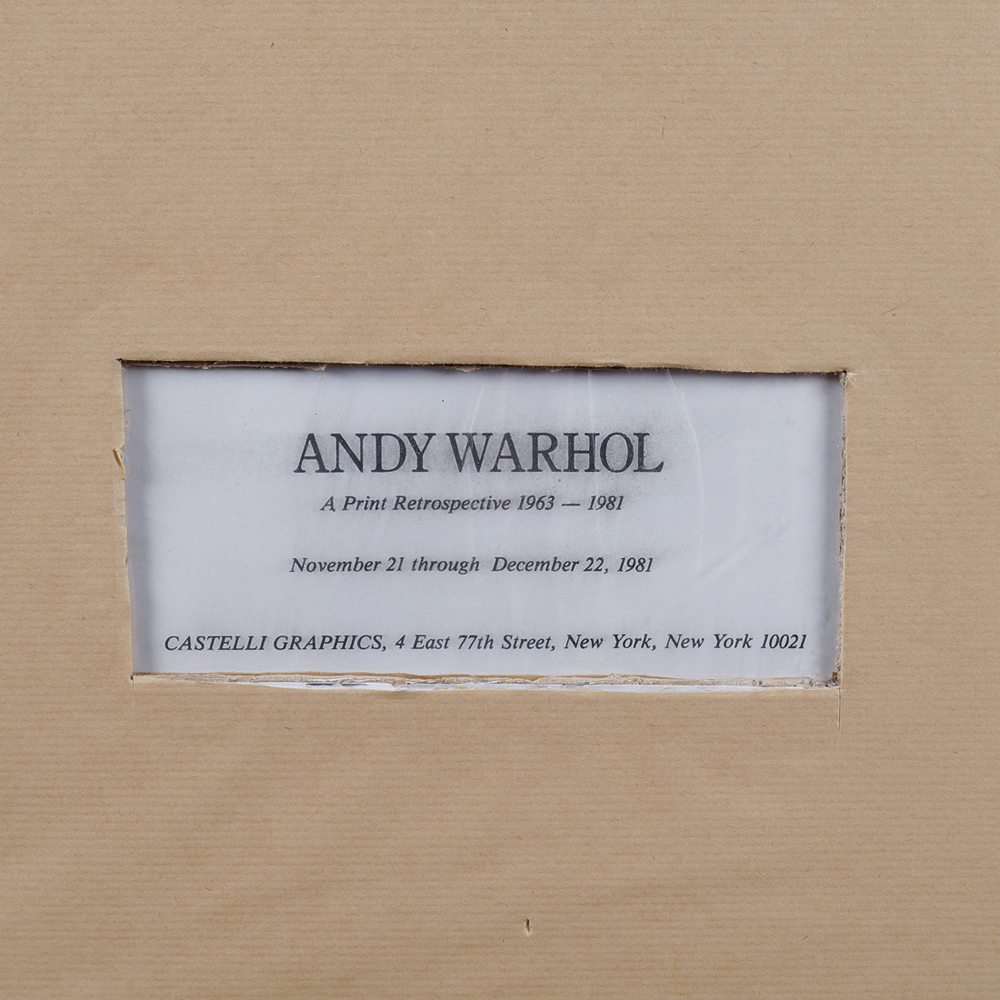 ANDY WARHOL
A Print Retrospective 1963 — 1981
November 21 through December 22, 1981
CASTELLI GRAPHICS, 4 East 77th Street, New York, New York 10021